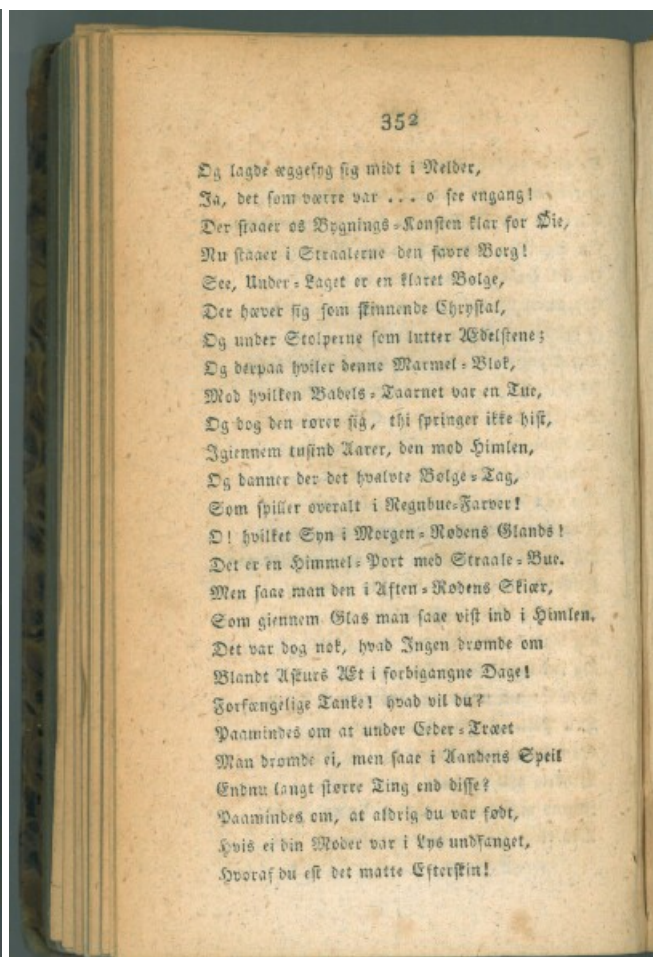 352
Og lagde æggesyg sig midt i Nelder,
Ja, det som værre var ... o see engang!
Der staaer os Bygnings-Konsten klar for Øie,
Nu staaer i Straalerne den favre Borg!
See, Under-Laget er en klaret Bolge,
Der hæver sig som skinnende Chrystal,
Og under Stolperne som lutter Ædelstene;
Og derpaa hviler denne Marmel-Blok,
Mod hvilken Babels-Taarnet var en Tue,
Og dog den rører sig, thi springer ikke hist,
Igiennem tusind Aarer, den mod Himlen,
Og danner der det hvalvte Bolge-Tag,
Som spiller overalt i Regnbue-Farver!
O! hvilket Syn i Morgen-Rødens Glands!
Det er en Himmel-Port med Straale-Bue.
Men saae man den i Aften-Rodens Skiær,
Som giennem Glas man saae vist ind i Himlen.
Det var dog nok, hvad Ingen drømde om
Blandt Askurs Æt i forbigangne Dage!
Forfængelige Tanke! hvad vil du?
Paamindes om at under Ceder-Træet
Man drømde ei, men saae i Aandens Speil
Endnu langt større Ting end disse?
Paamindes om, at aldrig du var født,
Hvis ei din Moder var i Lys undfanget,
Hvoraf du est det matte Efterskin!